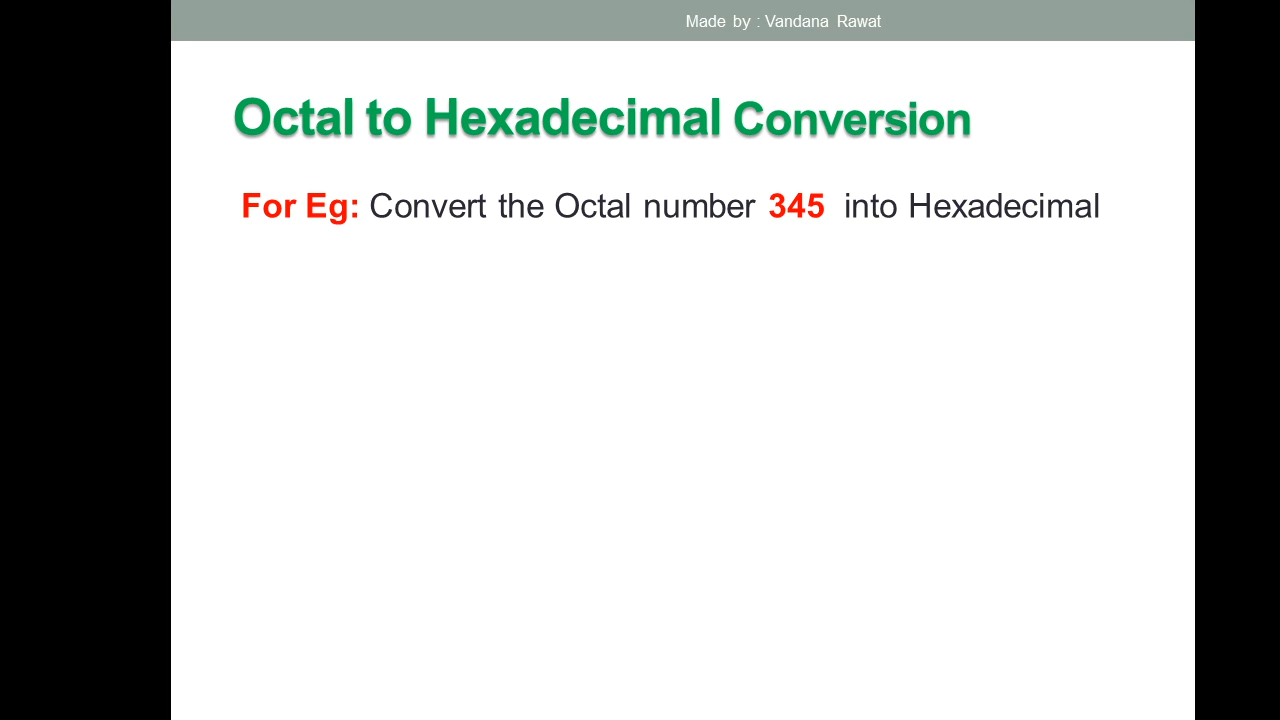 Made by : Vandana Rawat
Octal to Hexadecimal Conversion
For Eg: Convert the Octal number 345 into Hexadecimal